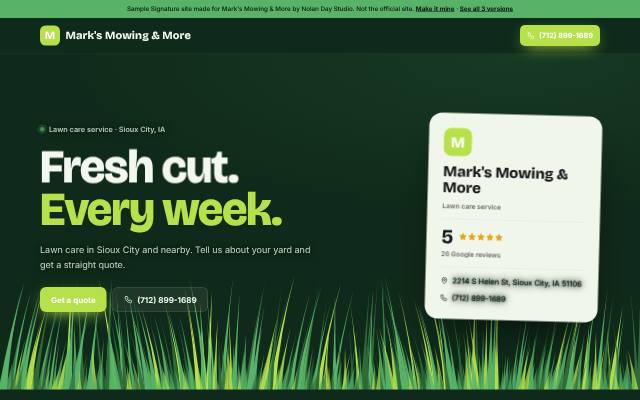 Sample Signature site made for Mark's Mowing & More by Nolan Day Studio. Not the official site. Make it mine · See all 3 versions
M Mark's Mowing & More
(712) 899-1689
Lawn care service · Sioux City, IA
Fresh cut.
Every week.
Lawn care in Sioux City and nearby. Tell us about your yard and
get a straight quote.
Get a quote
(712) 899-1689
M
Mark's Mowing &
More
Lawn care service
5
26 Google reviews
2214 S Helen St, Sioux City, IA 51106
(712) 899-1689